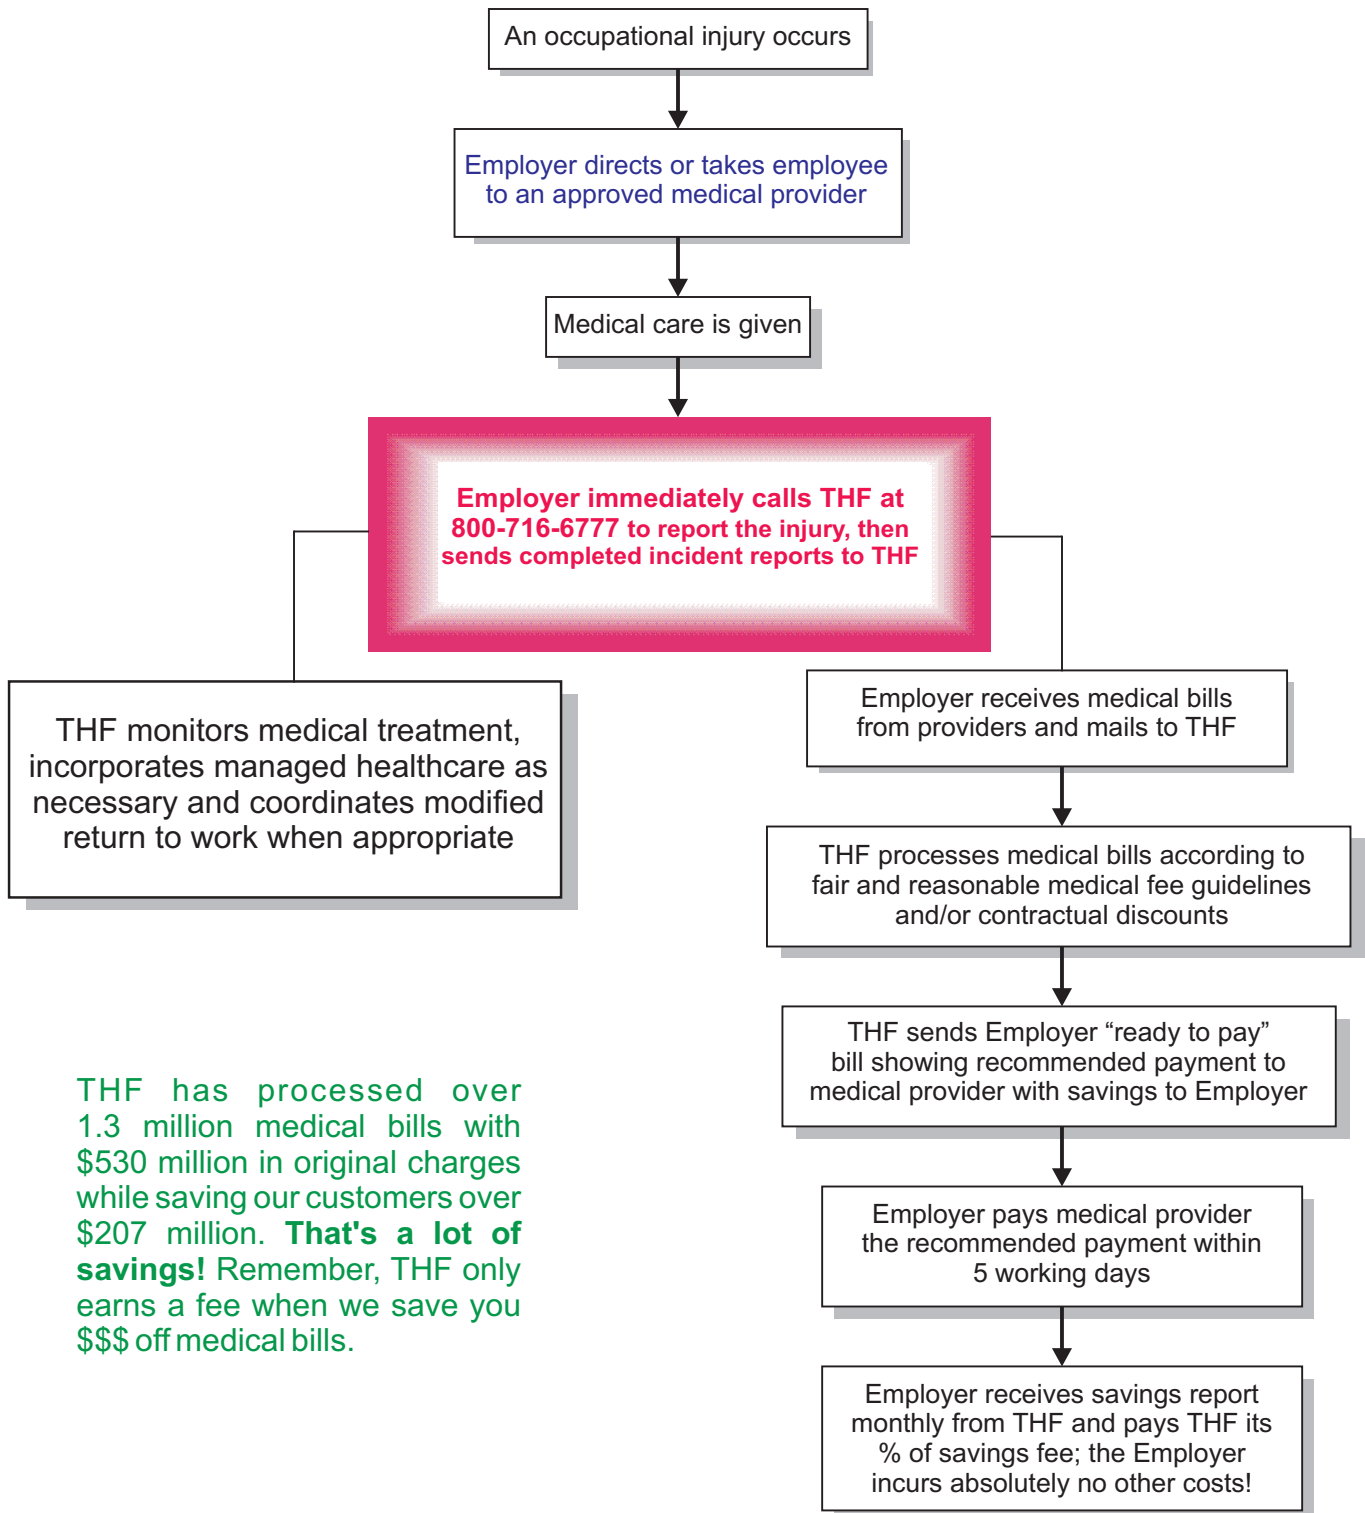 An occupational injury occurs
Employer directs or takes employee
to an approved medical provider
Medical care is given
Employer immediately calls THF at
800-716-6777 to report the injury, then
sends completed incident reports to THF
THF monitors medical treatment,
incorporates managed healthcare as
necessary and coordinates modified
return to work when appropriate
Employer receives medical bills
from providers and mails to THF
THF processes medical bills according to
fair and reasonable medical fee guidelines
and/or contractual discounts
THF sends Employer “ready to pay”
bill showing recommended payment to
medical provider with savings to Employer
Employer pays medical provider
the recommended payment within
5 working days
Employer receives savings report
monthly from THF and pays THF its
% of savings fee; the Employer
incurs absolutely no other costs!
THF has processed over
1.3 million medical bills with
$530 million in original charges
while saving our customers over
$207 million. That's a lot of
savings! Remember, THF only
earns a fee when we save you
$$$ off medical bills.